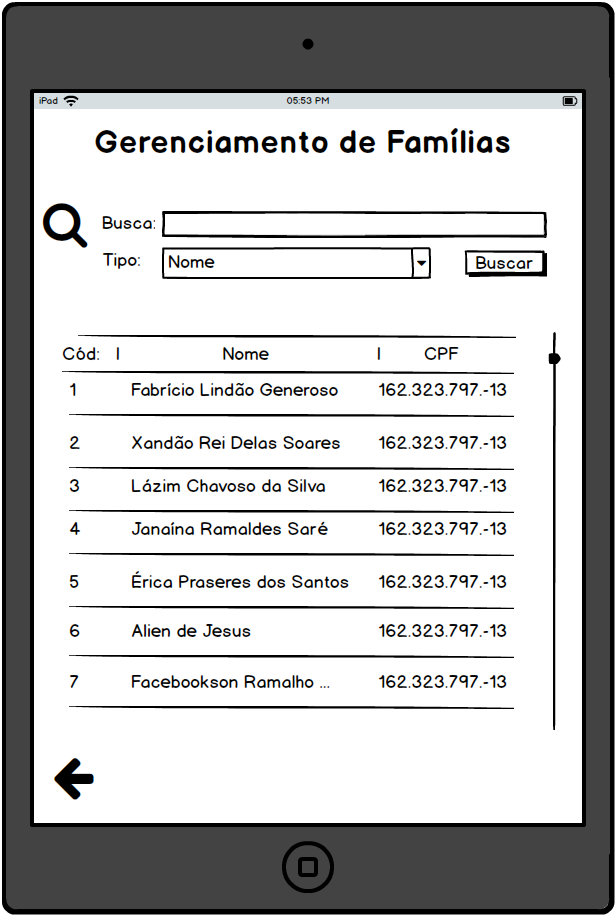 iPad 05:53 PM
Gerenciamento de Famílias
Busca:
Tipo: Nome Buscar
Cód: | Nome | CPF
1 Fabrício Lindão Generoso 162.323.797.-13
2 Xandão Rei Delas Soares 162.323.797.-13
3 Lázim Chavoso da Silva 162.323.797.-13
4 Janaína Ramaldes Saré 162.323.797.-13
5 Érica Praseres dos Santos 162.323.797.-13
6 Alien de Jesus 162.323.797.-13
7 Facebookson Ramalho ... 162.323.797.-13